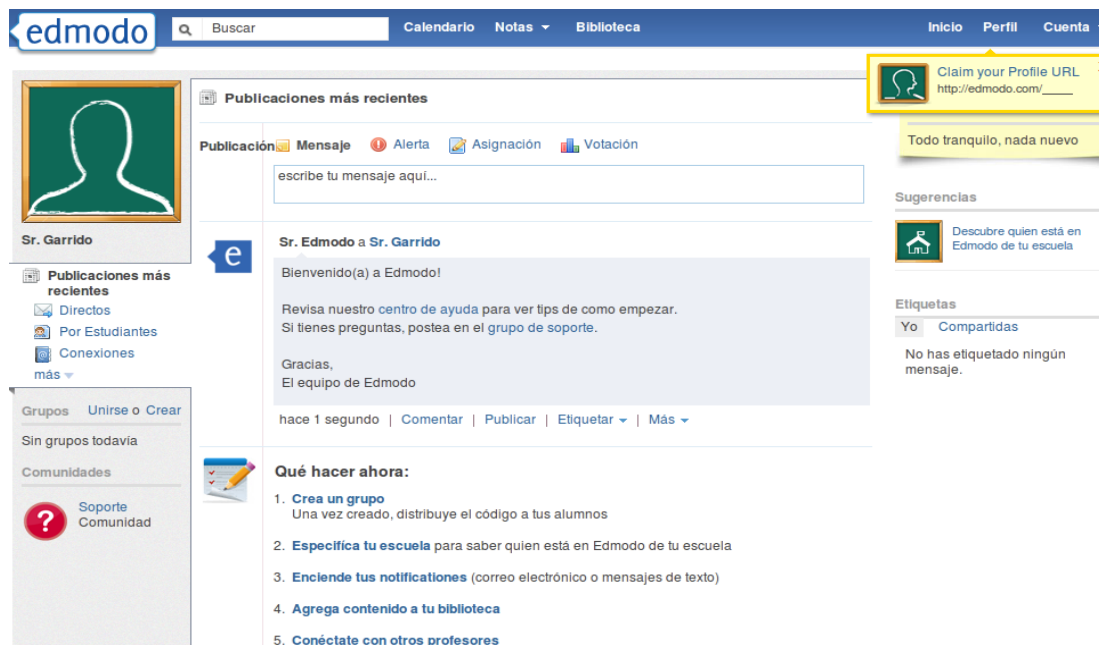 edmodo
Buscar
Calendario Notas Biblioteca
Inicio Perfil Cuenta
Claim your Profile URL
http://edmodo.com/____
Todo tranquilo, nada nuevo
Sr. Garrido
Publicaciones más recientes
Directos
Por Estudiantes
Conexiones
más
Grupos Unirse o Crear
Sin grupos todavía
Comunidades
Soporte
Comunidad
Publicaciones más recientes
Publicación Mensaje Alerta Asignación Votación
escribe tu mensaje aquí...
e
Sr. Edmodo a Sr. Garrido
Bienvenido(a) a Edmodo!
Revisa nuestro centro de ayuda para ver tips de como empezar.
Si tienes preguntas, postea en el grupo de soporte.
Gracias,
El equipo de Edmodo
hace 1 segundo | Comentar | Publicar | Etiquetar | Más
Qué hacer ahora:
1. Crea un grupo
Una vez creado, distribuye el código a tus alumnos
2. Especifíca tu escuela para saber quien está en Edmodo de tu escuela
3. Enciende tus notificationes (correo electrónico o mensajes de texto)
4. Agrega contenido a tu biblioteca
5. Conéctate con otros profesores
Sugerencias
Descubre quien está en
Edmodo de tu escuela
Etiquetas
Yo Compartidas
No has etiquetado ningún
mensaje.